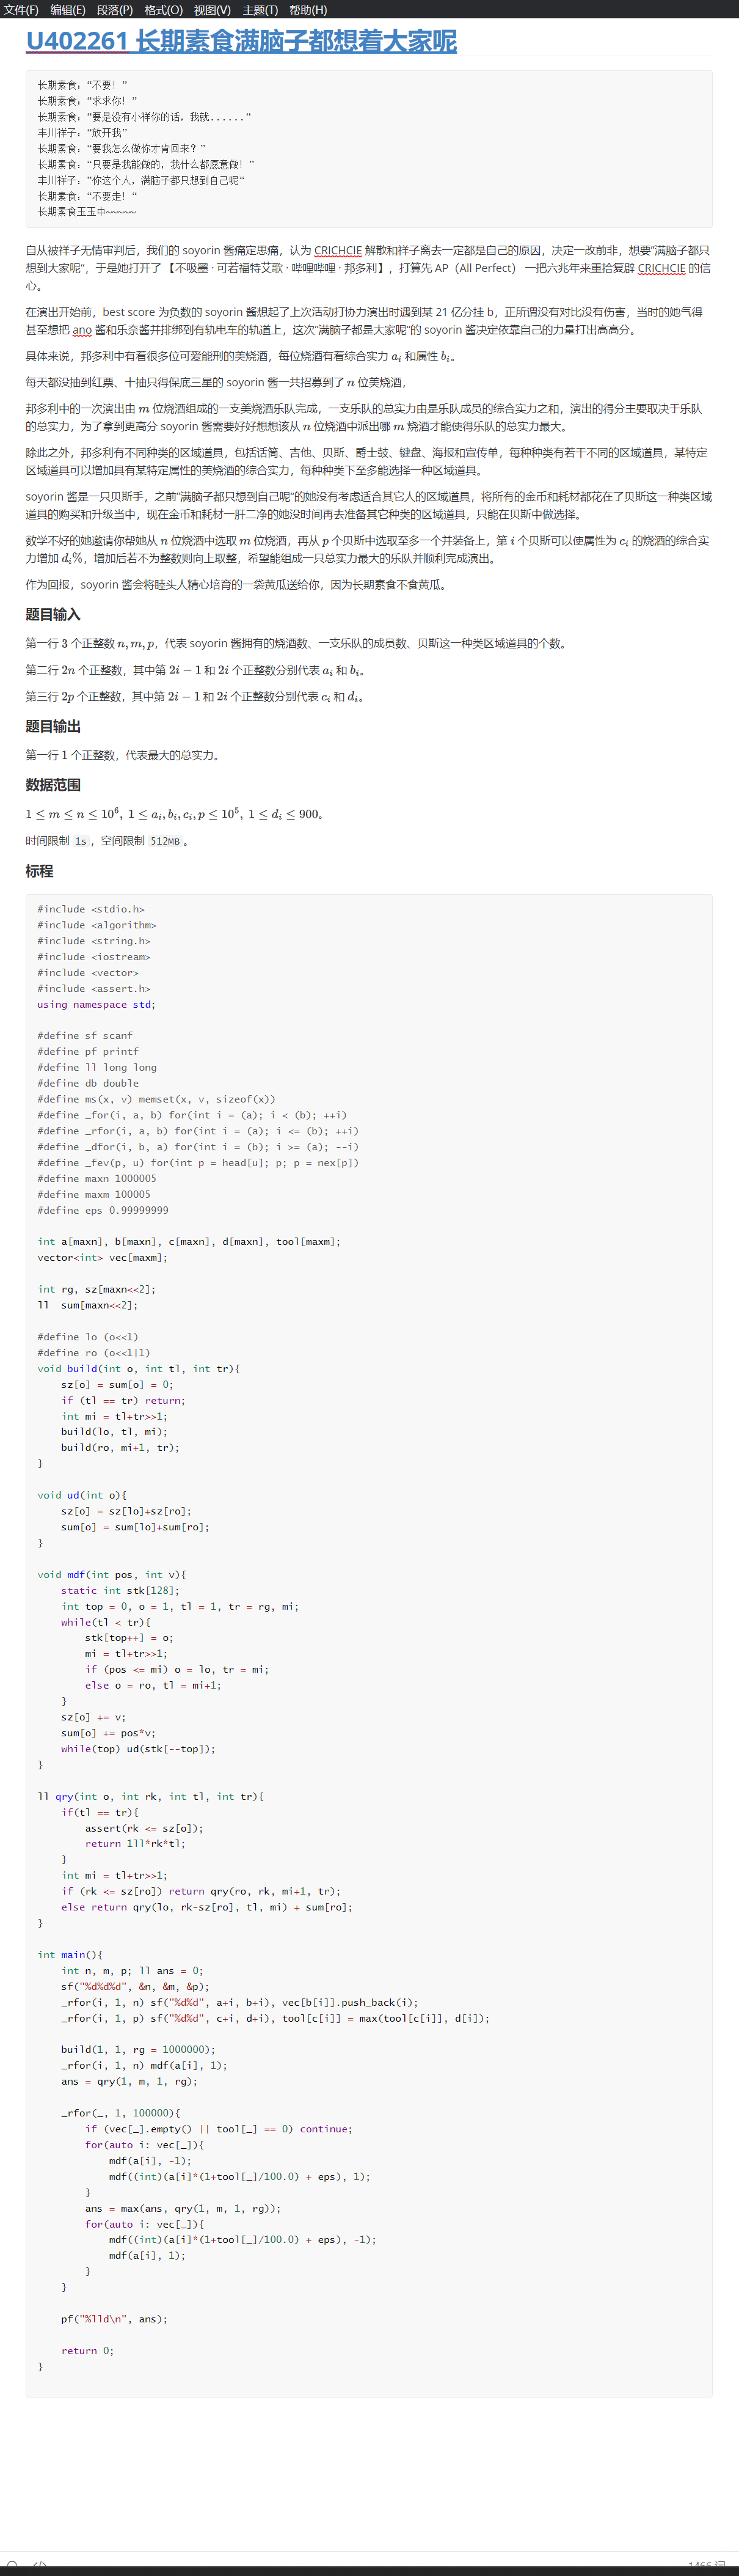 文件(F) 编辑(E) 段落(P) 格式(O) 视图(V) 主题(T) 帮助(H)
U402261 长期素食满脑子都想着大家呢
长期素食："不要！"
长期素食："求求你！"
长期素食："要是没有小祥你的话，我就......"
丰川祥子："放开我"
长期素食："要我怎么做你才肯回来？"
长期素食："只要是我能做的，我什么都愿意做！"
丰川祥子："你这个人，满脑子都只想到自己呢"
长期素食："不要走！"
长期素食玉玉中~~~~~
自从被祥子无情审判后，我们的 soyorin 酱痛定思痛，认为 CRICHCIE 解散和祥子离去一定都是自己的原因，决定一改前非，想要"满脑子都只
想到大家呢"，于是她打开了 【不吸墨 · 可若福特艾歌 · 哔哩哔哩 · 邦多利】，打算先 AP（All Perfect） 一把六兆年来重拾复辟 CRICHCIE 的信
心。
在演出开始前，best score 为负数的 soyorin 酱想起了上次活动打协力演出时遇到某 21 亿分挂 b，正所谓没有对比没有伤害，当时的她气得
甚至想把 ano 酱和乐奈酱并排绑到有轨电车的轨道上，这次"满脑子都是大家呢"的 soyorin 酱决定依靠自己的力量打出高高分。
具体来说，邦多利中有着很多位可爱能刑的美烧酒，每位烧酒有着综合实力 a_i 和属性 b_i。
每天都没抽到红票、十抽只得保底三星的 soyorin 酱一共招募到了 n 位美烧酒，
邦多利中的一次演出由 m 位烧酒组成的一支美烧酒乐队完成，一支乐队的总实力由是乐队成员的综合实力之和，演出的得分主要取决于乐队
的总实力，为了拿到更高分 soyorin 酱需要好好想想该从 n 位烧酒中派出哪 m 烧酒才能使得乐队的总实力最大。
除此之外，邦多利有不同种类的区域道具，包括话筒、吉他、贝斯、爵士鼓、键盘、海报和宣传单，每种种类有若干不同的区域道具，某特定
区域道具可以增加具有某特定属性的美烧酒的综合实力，每种种类下至多能选择一种区域道具。
soyorin 酱是一只贝斯手，之前"满脑子都只想到自己呢"的她没有考虑适合其它人的区域道具，将所有的金币和耗材都花在了贝斯这一种类区域
道具的购买和升级当中，现在金币和耗材一肝二净的她没时间再去准备其它种类的区域道具，只能在贝斯中做选择。
数学不好的她邀请你帮她从 n 位烧酒中选取 m 位烧酒，再从 p 个贝斯中选取至多一个并装备上，第 i 个贝斯可以使属性为 c_i 的烧酒的综合实
力增加 d_i%，增加后若不为整数则向上取整，希望能组成一只总实力最大的乐队并顺利完成演出。
作为回报，soyorin 酱会将睦头人精心培育的一袋黄瓜送给你，因为长期素食不食黄瓜。
题目输入
第一行 3 个正整数 n, m, p，代表 soyorin 酱拥有的烧酒数、一支乐队的成员数、贝斯这一种类区域道具的个数。
第二行 2n 个正整数，其中第 2i − 1 和 2i 个正整数分别代表 a_i 和 b_i。
第三行 2p 个正整数，其中第 2i − 1 和 2i 个正整数分别代表 c_i 和 d_i。
题目输出
第一行 1 个正整数，代表最大的总实力。
数据范围
1 ≤ m ≤ n ≤ 10^6, 1 ≤ a_i, b_i, c_i, p ≤ 10^5, 1 ≤ d_i ≤ 900。
时间限制 1s，空间限制 512MB。
标程
#include <stdio.h>
#include <algorithm>
#include <string.h>
#include <iostream>
#include <vector>
#include <assert.h>
using namespace std;
#define sf scanf
#define pf printf
#define ll long long
#define db double
#define ms(x, v) memset(x, v, sizeof(x))
#define _for(i, a, b) for(int i = (a); i < (b); ++i)
#define _rfor(i, a, b) for(int i = (a); i <= (b); ++i)
#define _dfor(i, b, a) for(int i = (b); i >= (a); --i)
#define _fev(p, u) for(int p = head[u]; p; p = nex[p])
#define maxn 1000005
#define maxm 100005
#define eps 0.99999999
int a[maxn], b[maxn], c[maxn], d[maxn], tool[maxm];
vector<int> vec[maxm];
int rg, sz[maxn<<2];
ll  sum[maxn<<2];
#define lo (o<<1)
#define ro (o<<1|1)
void build(int o, int tl, int tr){
    sz[o] = sum[o] = 0;
    if (tl == tr) return;
    int mi = tl+tr>>1;
    build(lo, tl, mi);
    build(ro, mi+1, tr);
}
void ud(int o){
    sz[o] = sz[lo]+sz[ro];
    sum[o] = sum[lo]+sum[ro];
}
void mdf(int pos, int v){
    static int stk[128];
    int top = 0, o = 1, tl = 1, tr = rg, mi;
    while(tl < tr){
        stk[top++] = o;
        mi = tl+tr>>1;
        if (pos <= mi) o = lo, tr = mi;
        else o = ro, tl = mi+1;
    }
    sz[o] += v;
    sum[o] += pos*v;
    while(top) ud(stk[--top]);
}
ll qry(int o, int rk, int tl, int tr){
    if(tl == tr){
        assert(rk <= sz[o]);
        return 1ll*rk*tl;
    }
    int mi = tl+tr>>1;
    if (rk <= sz[ro]) return qry(ro, rk, mi+1, tr);
    else return qry(lo, rk-sz[ro], tl, mi) + sum[ro];
}
int main(){
    int n, m, p; ll ans = 0;
    sf("%d%d%d", &n, &m, &p);
    _rfor(i, 1, n) sf("%d%d", a+i, b+i), vec[b[i]].push_back(i);
    _rfor(i, 1, p) sf("%d%d", c+i, d+i), tool[c[i]] = max(tool[c[i]], d[i]);
    build(1, 1, rg = 1000000);
    _rfor(i, 1, n) mdf(a[i], 1);
    ans = qry(1, m, 1, rg);
    _rfor(_, 1, 100000){
        if (vec[_].empty() || tool[_] == 0) continue;
        for(auto i: vec[_]){
            mdf(a[i], -1);
            mdf((int)(a[i]*(1+tool[_]/100.0) + eps), 1);
        }
        ans = max(ans, qry(1, m, 1, rg));
        for(auto i: vec[_]){
            mdf((int)(a[i]*(1+tool[_]/100.0) + eps), -1);
            mdf(a[i], 1);
        }
    }
    pf("%lld\n", ans);
    return 0;
}
1466 词